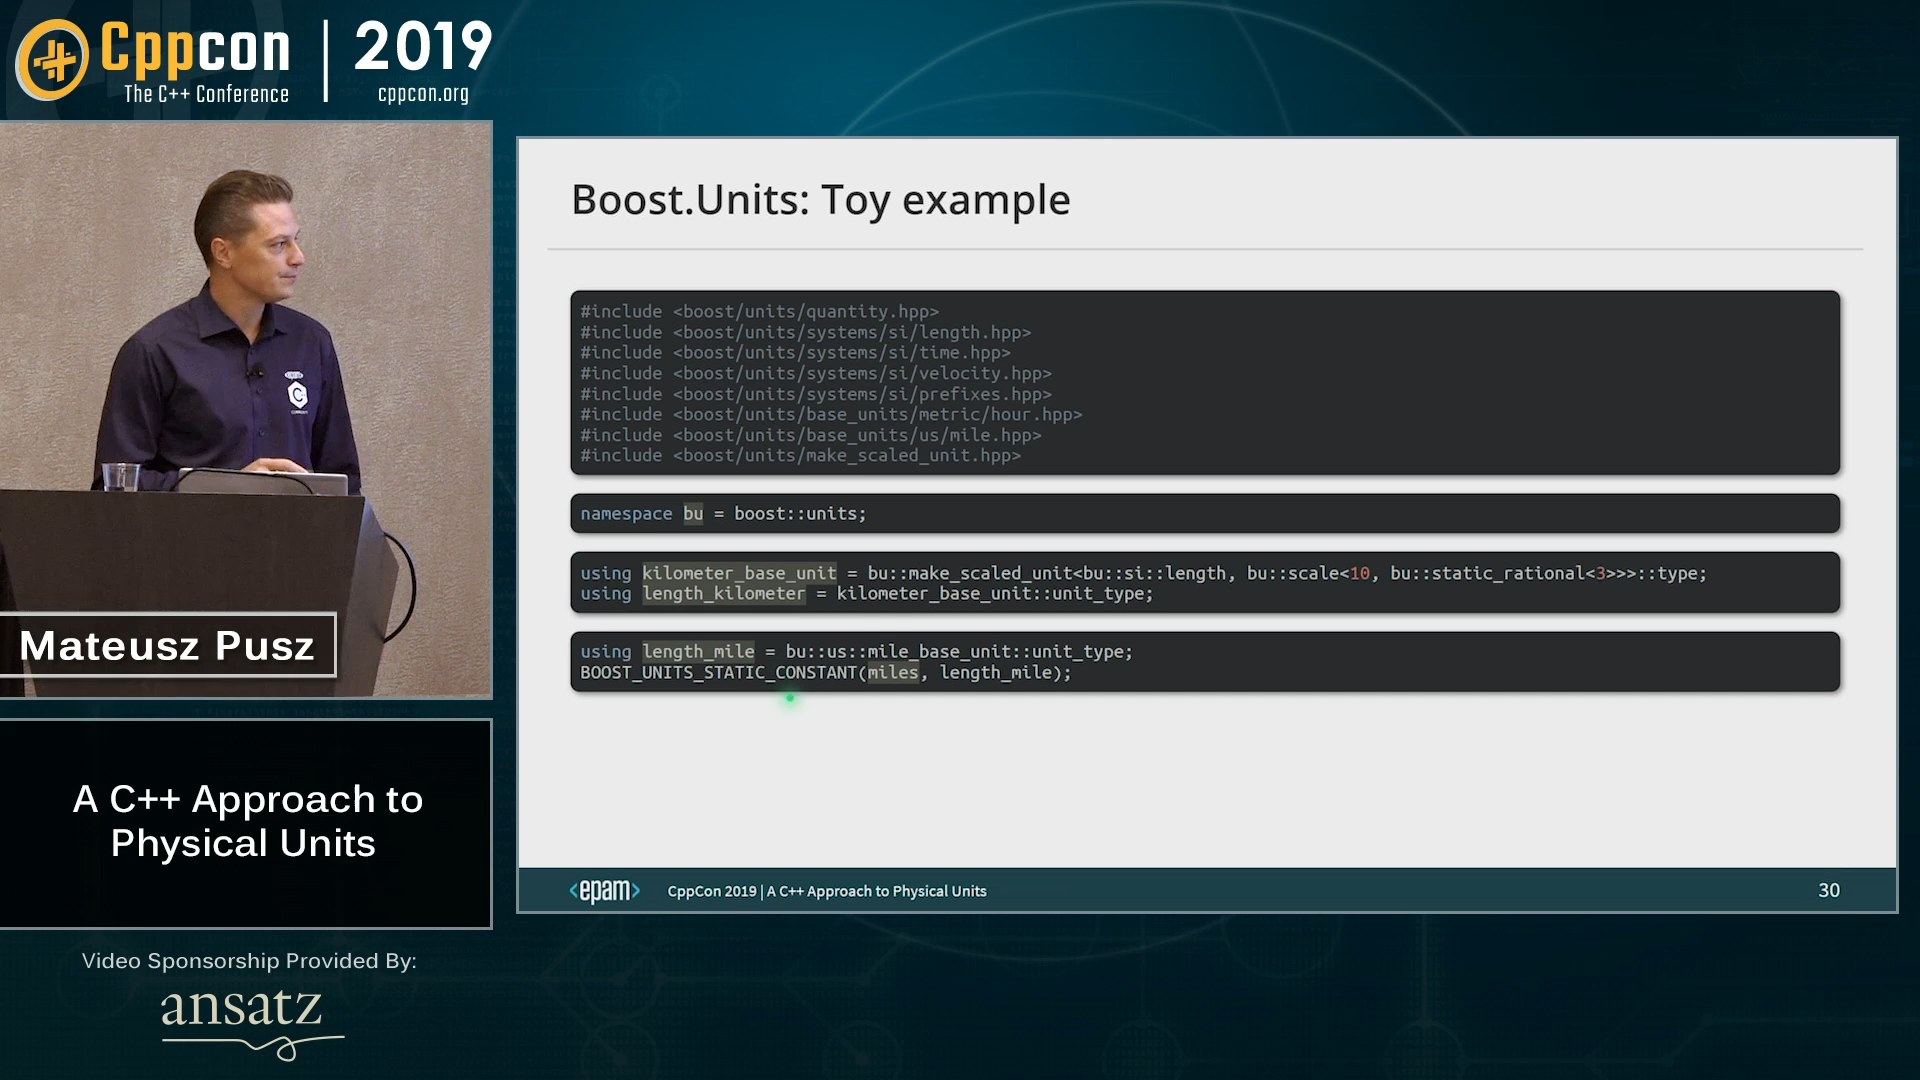 Cppcon
The C++ Conference
2019
cppcon.org
Boost.Units: Toy example
#include <boost/units/quantity.hpp>
#include <boost/units/systems/si/length.hpp>
#include <boost/units/systems/si/time.hpp>
#include <boost/units/systems/si/velocity.hpp>
#include <boost/units/systems/si/prefixes.hpp>
#include <boost/units/base_units/metric/hour.hpp>
#include <boost/units/base_units/us/mile.hpp>
#include <boost/units/make_scaled_unit.hpp>
namespace bu = boost::units;
using kilometer_base_unit = bu::make_scaled_unit<bu::si::length, bu::scale<10, bu::static_rational<3>>>::type;
using length_kilometer = kilometer_base_unit::unit_type;
using length_mile = bu::us::mile_base_unit::unit_type;
BOOST_UNITS_STATIC_CONSTANT(miles, length_mile);
<epam>
CppCon 2019 | A C++ Approach to Physical Units
30
Mateusz Pusz
A C++ Approach to
Physical Units
Video Sponsorship Provided By:
ansatz